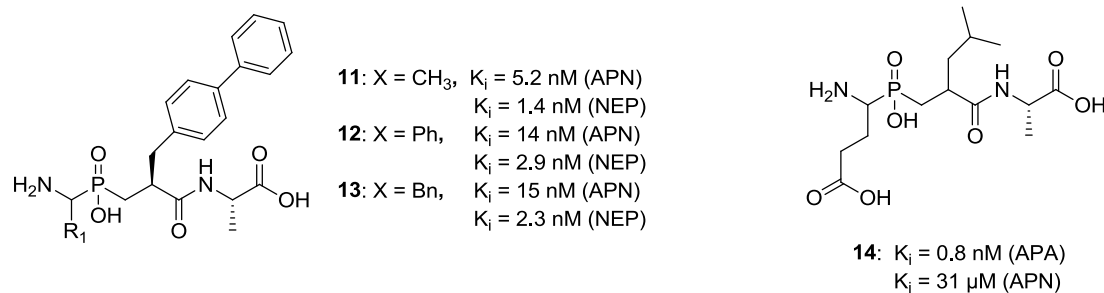 11: X = CH₃, Kᵢ = 5.2 nM (APN)
Kᵢ = 1.4 nM (NEP)
12: X = Ph, Kᵢ = 14 nM (APN)
Kᵢ = 2.9 nM (NEP)
13: X = Bn, Kᵢ = 15 nM (APN)
Kᵢ = 2.3 nM (NEP)
H₂N
O
P
OH
R₁
O
H
N
O
OH
NH₂
O
P
OH
O
H
N
O
OH
O
OH
14: Kᵢ = 0.8 nM (APA)
Kᵢ = 31 µM (APN)